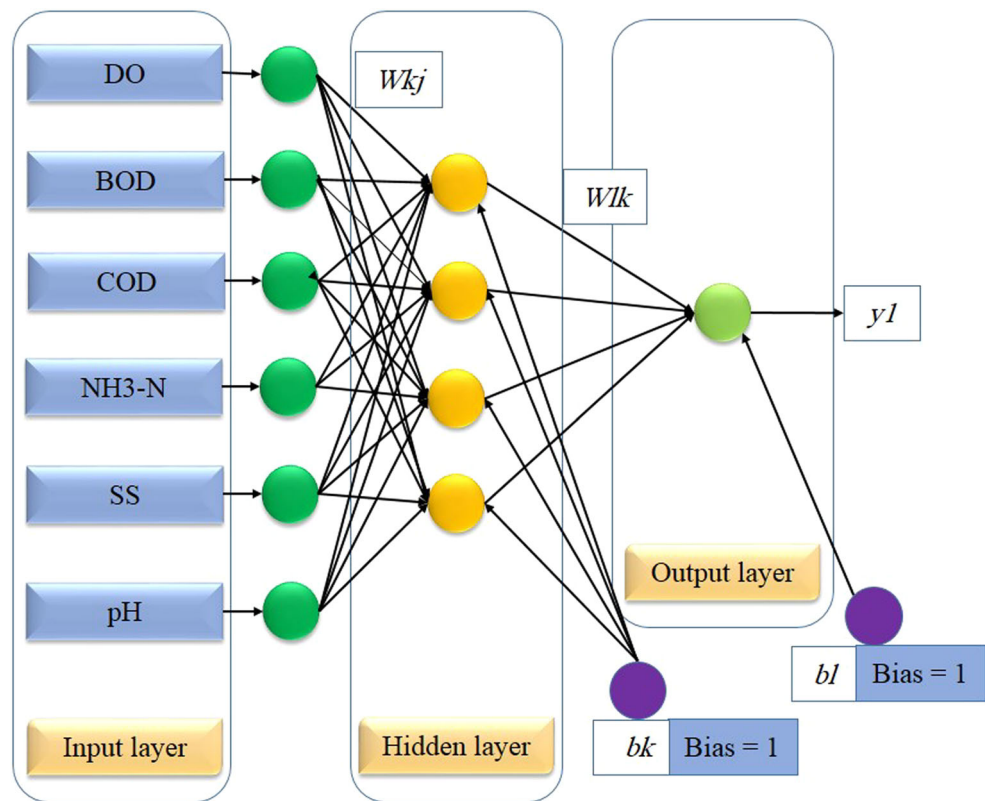 DO
BOD
COD
NH3-N
SS
pH
Input layer
Wkj
Hidden layer
Wlk
Output layer
y1
bl
Bias = 1
bk
Bias = 1